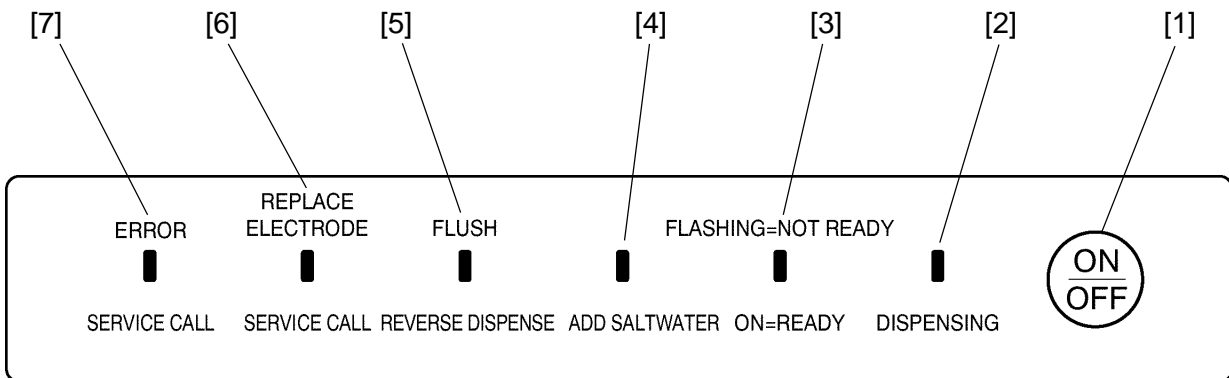 [7] [6] [5] [4] [3] [2] [1]
REPLACE
ERROR ELECTRODE FLUSH FLASHING=NOT READY
ON
OFF
SERVICE CALL SERVICE CALL REVERSE DISPENSE ADD SALTWATER ON=READY DISPENSING